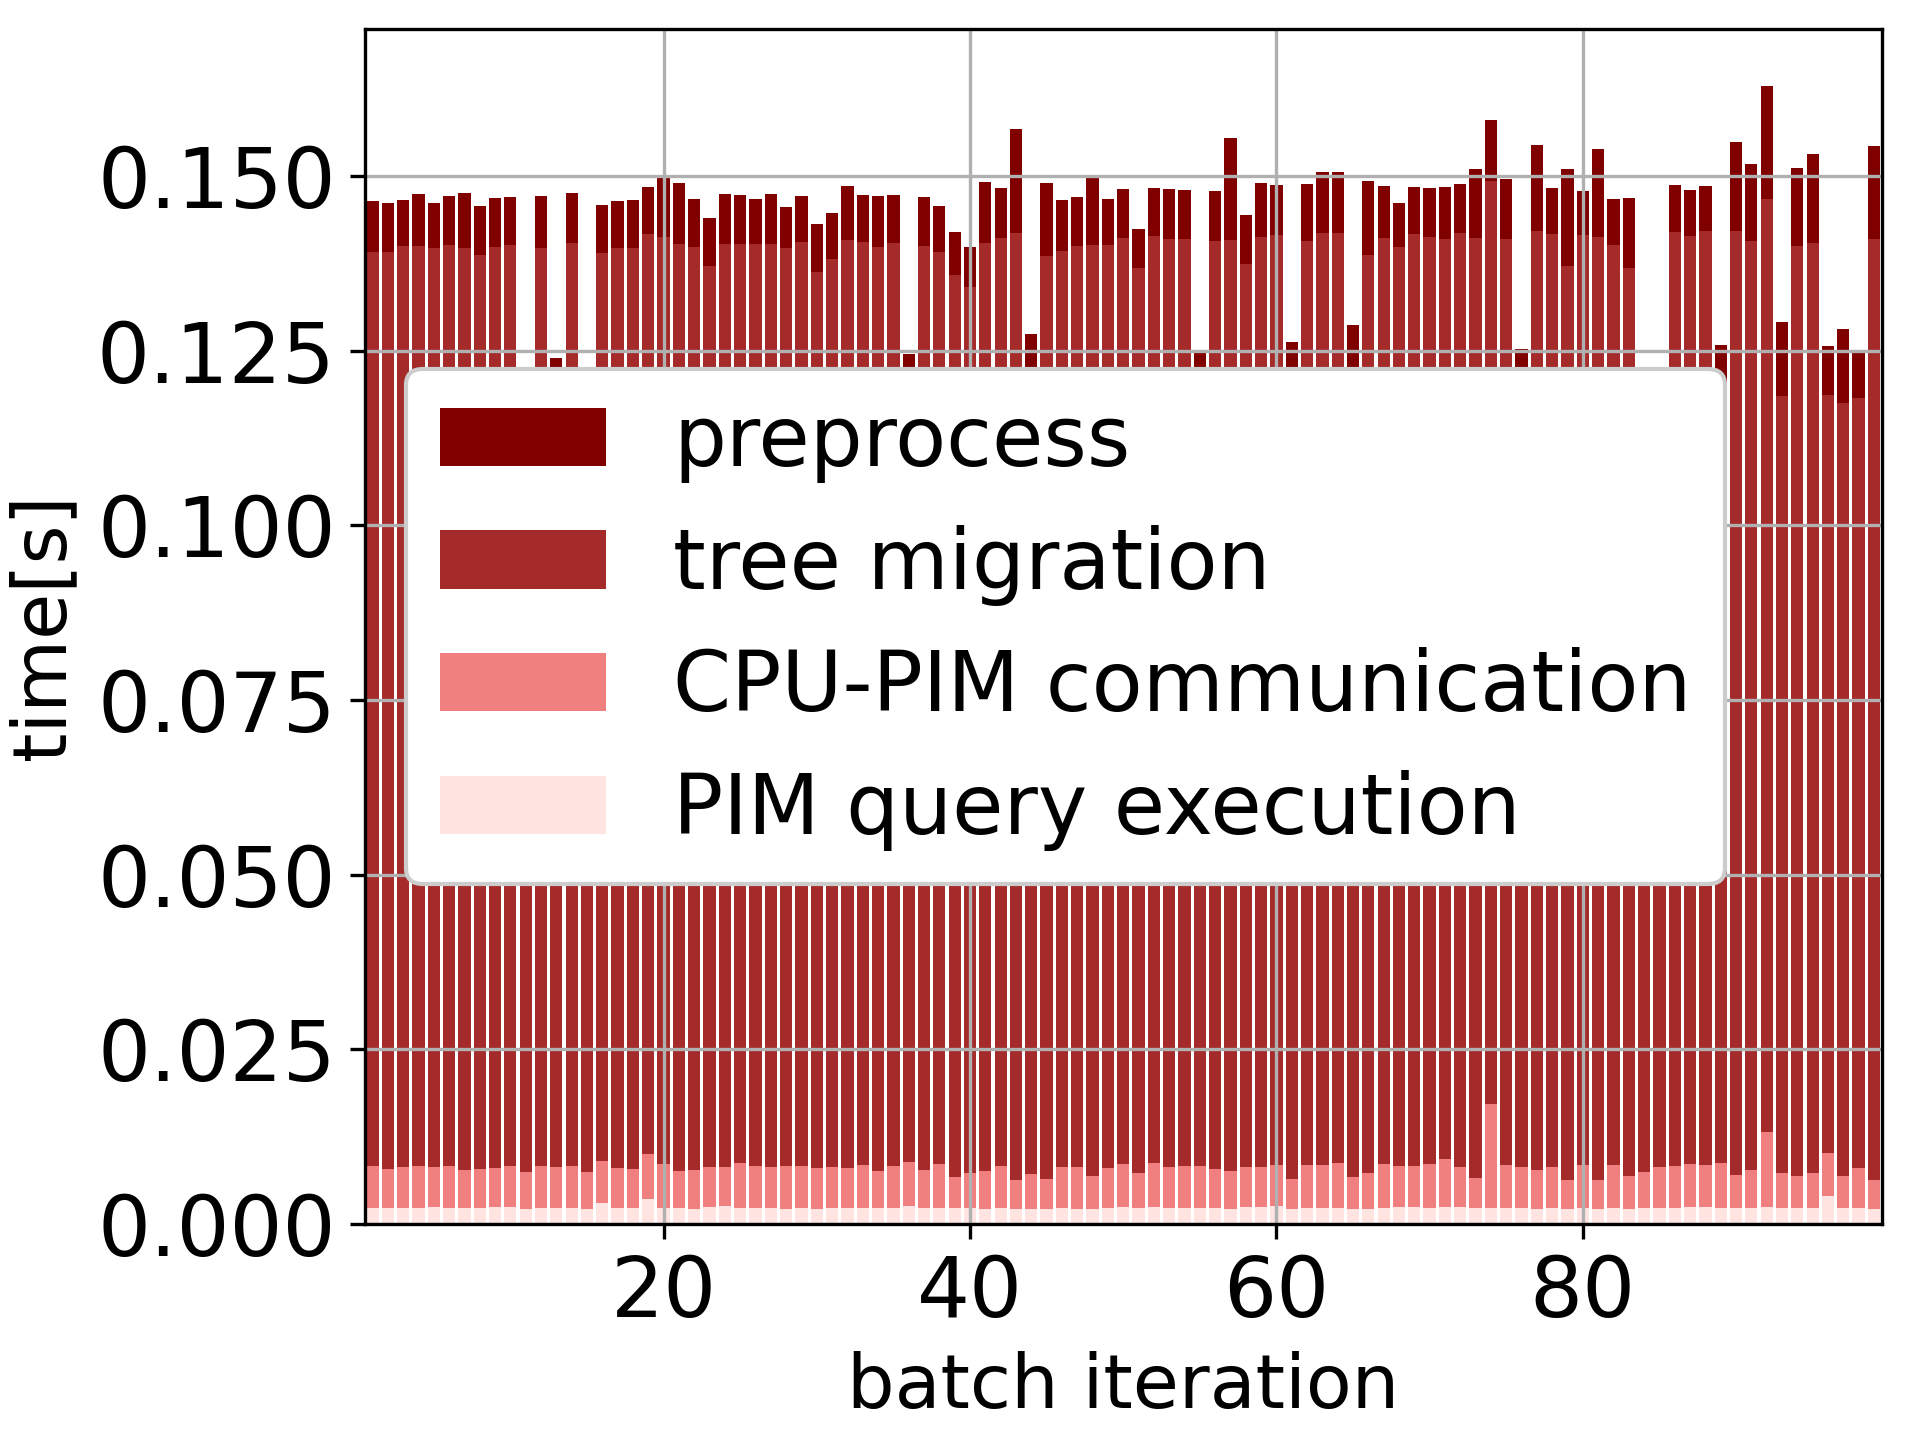 0.150
0.125
0.100
0.075
0.050
0.025
0.000
time[s]
preprocess
tree migration
CPU-PIM communication
PIM query execution
20
40
60
80
batch iteration